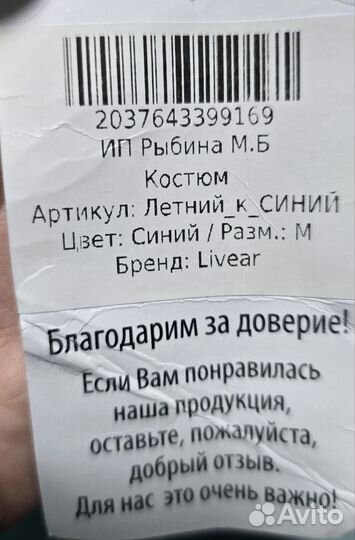 2037643399169
ИП Рыбина М.Б
Костюм
Артикул: Летний_к_СИНИЙ
Цвет: Синий / Разм.: M
Бренд: Livear
Благодарим за доверие!
Если Вам понравилась
наша продукция,
оставьте, пожалуйста,
добрый отзыв.
Для нас это очень важно!
Avito